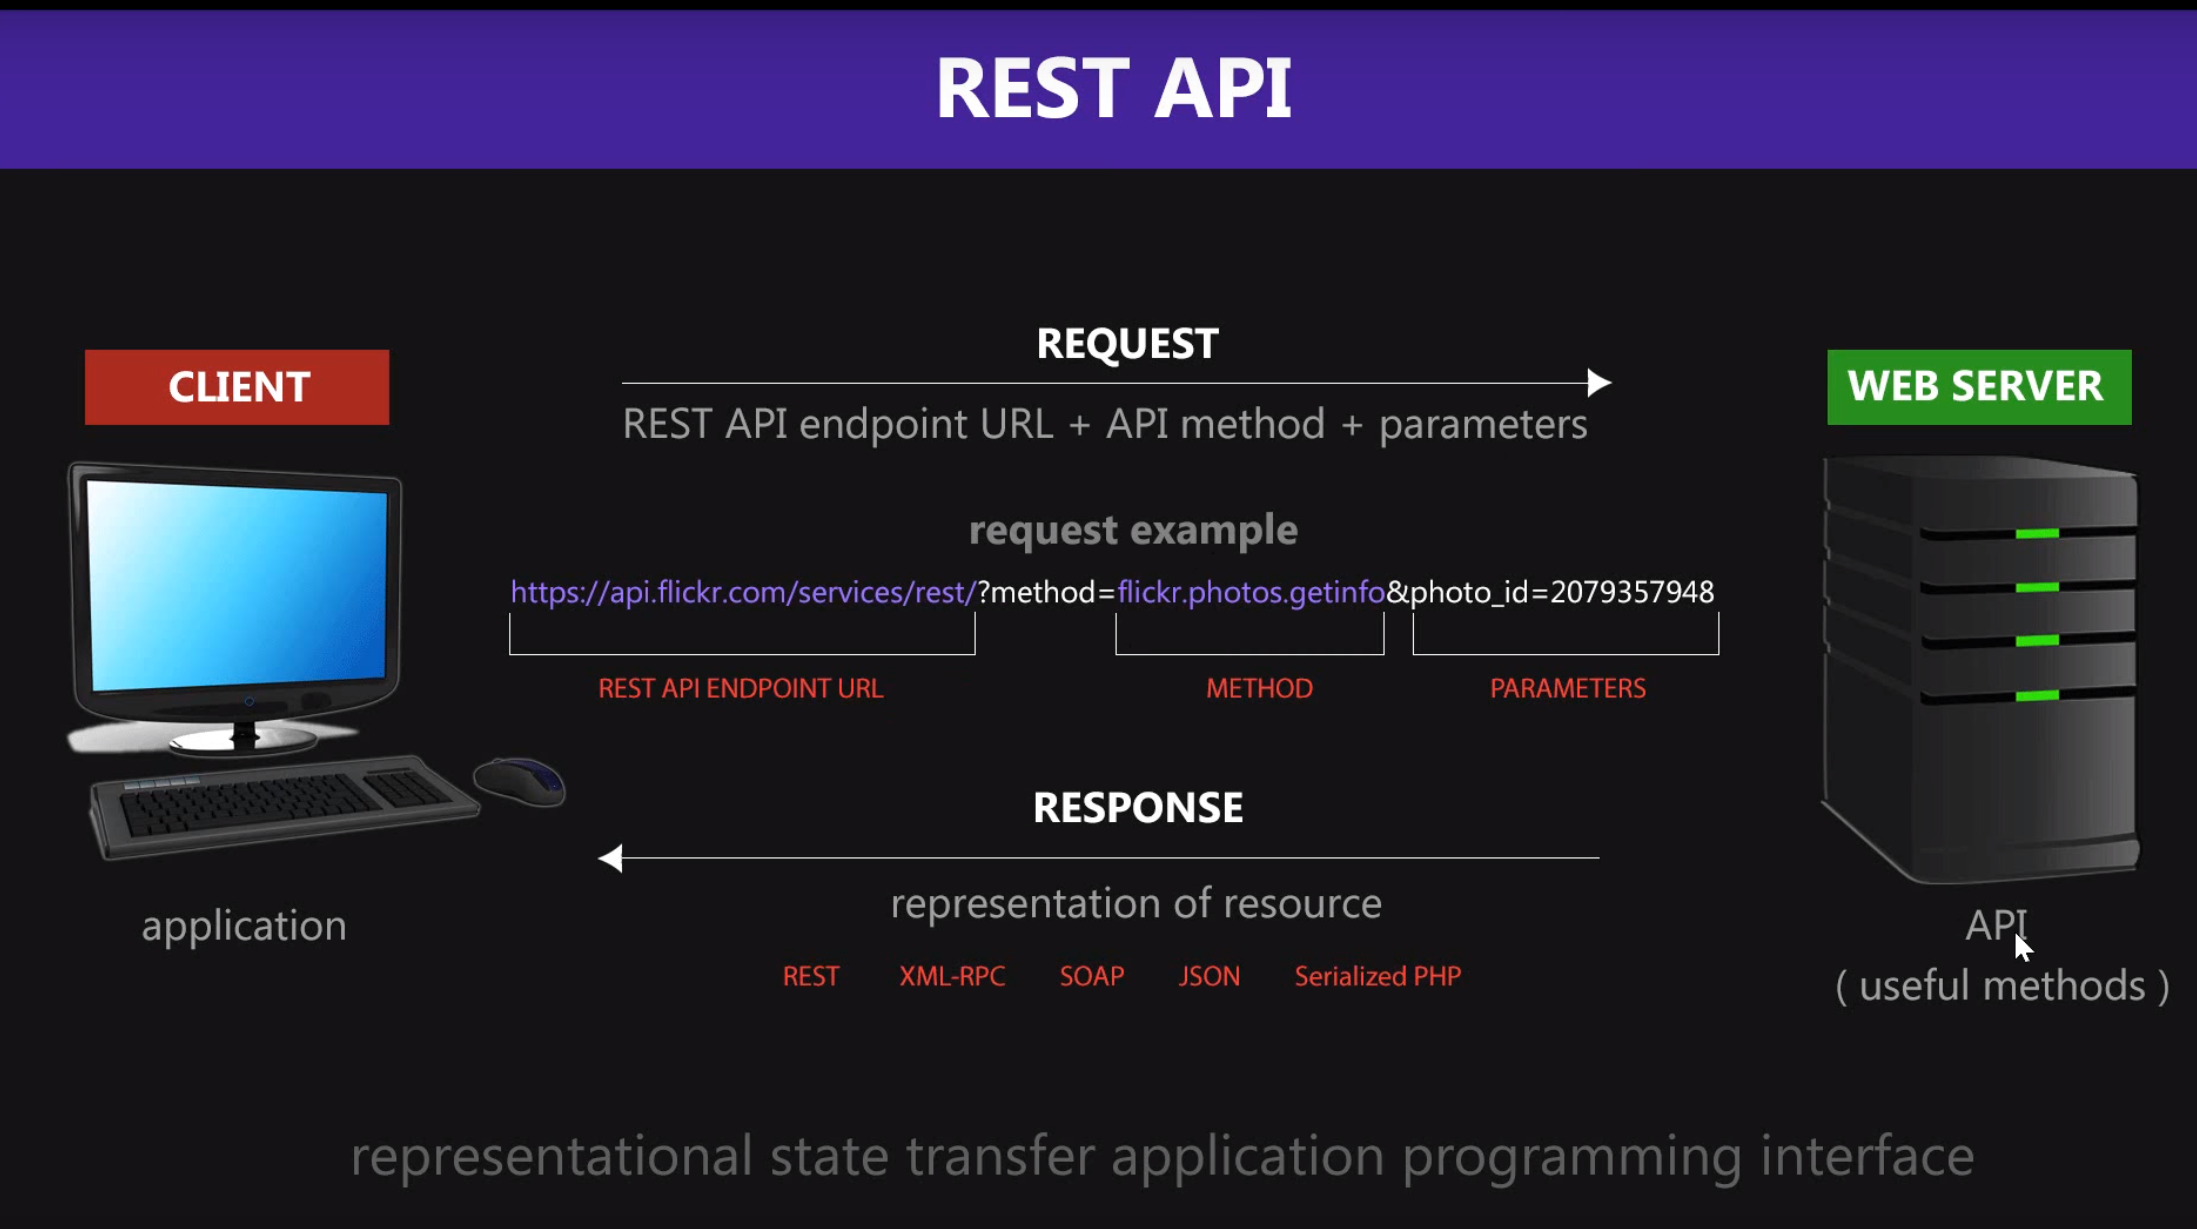 REST API
REQUEST
CLIENT
WEB SERVER
REST API endpoint URL + API method + parameters
request example
https://api.flickr.com/services/rest/?method=flickr.photos.getinfo&photo_id=2079357948
REST API ENDPOINT URL
METHOD
PARAMETERS
RESPONSE
representation of resource
application
API
REST XML-RPC SOAP JSON Serialized PHP
( useful methods )
representational state transfer application programming interface